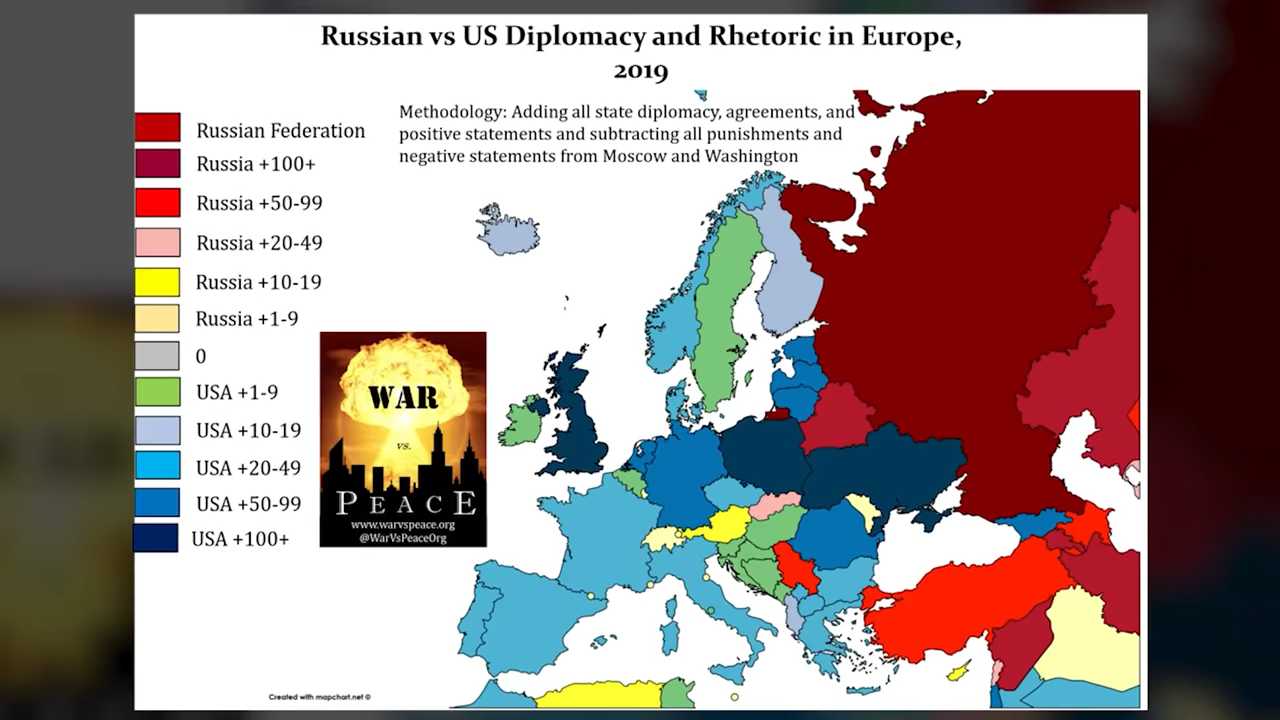 Russian vs US Diplomacy and Rhetoric in Europe,
2019
Methodology: Adding all state diplomacy, agreements, and
positive statements and subtracting all punishments and
negative statements from Moscow and Washington
Russian Federation
Russia +100+
Russia +50-99
Russia +20-49
Russia +10-19
Russia +1-9
0
USA +1-9
USA +10-19
USA +20-49
USA +50-99
USA +100+
WAR
vs.
PEACE
www.warvspeace.org
@WarVsPeaceOrg
Created with mapchart.net ©